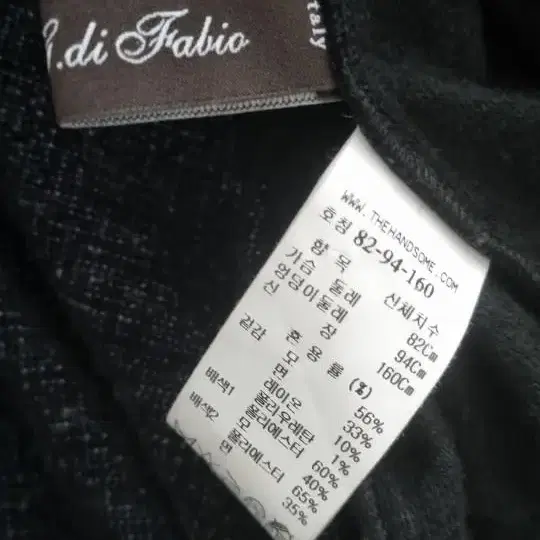 G.di Fabio
Italy
WWW.THEHANDSOME.COM
호칭 82-94-160
항 목 신체치수
가슴 둘레 82Cm
엉덩이둘레 94Cm
신 장 160Cm
혼 용 률 (%)
겉감 모 56%
면 33%
레이온 10%
폴리우레탄 1%
배색1 폴리에스터 60%
모 40%
배색2 폴리에스터 65%
면 35%